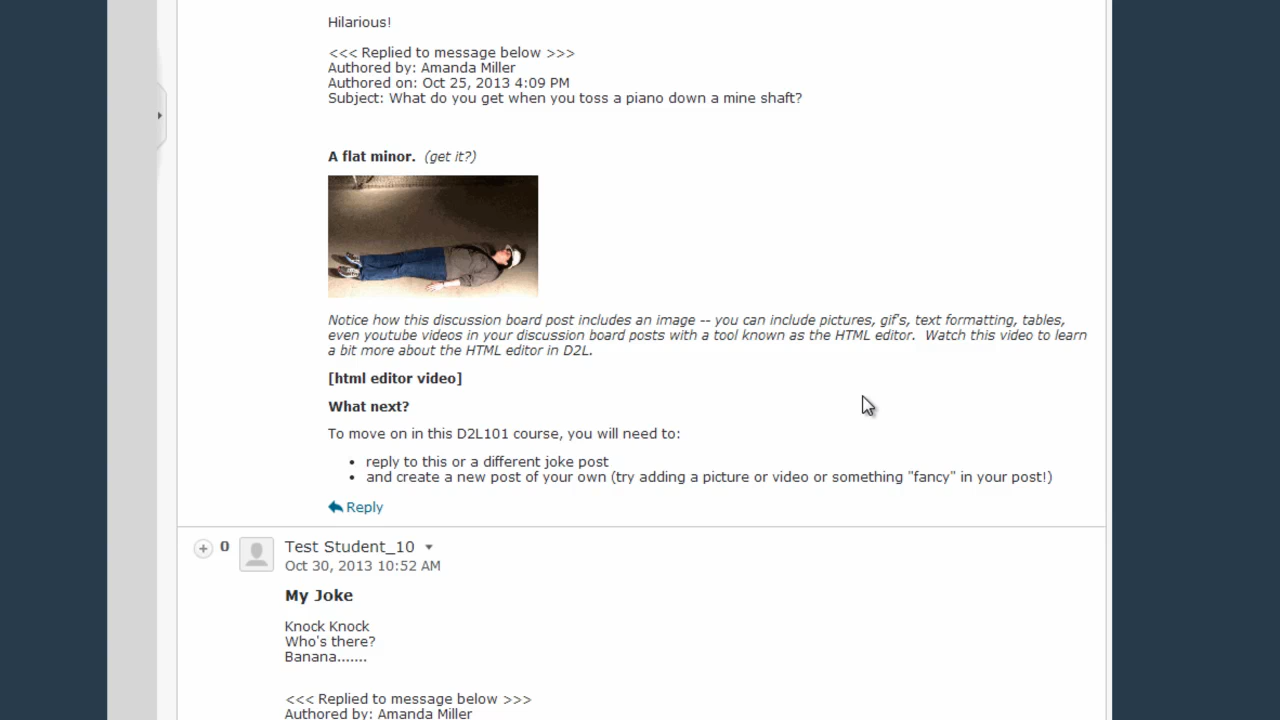 Hilarious!
<<< Replied to message below >>>
Authored by: Amanda Miller
Authored on: Oct 25, 2013 4:09 PM
Subject: What do you get when you toss a piano down a mine shaft?
A flat minor. (get it?)
Notice how this discussion board post includes an image -- you can include pictures, gif's, text formatting, tables,
even youtube videos in your discussion board posts with a tool known as the HTML editor. Watch this video to learn
a bit more about the HTML editor in D2L.
[html editor video]
What next?
To move on in this D2L101 course, you will need to:
• reply to this or a different joke post
• and create a new post of your own (try adding a picture or video or something "fancy" in your post!)
Reply
0 Test Student_10
Oct 30, 2013 10:52 AM
My Joke
Knock Knock
Who's there?
Banana.......
<<< Replied to message below >>>
Authored by: Amanda Miller